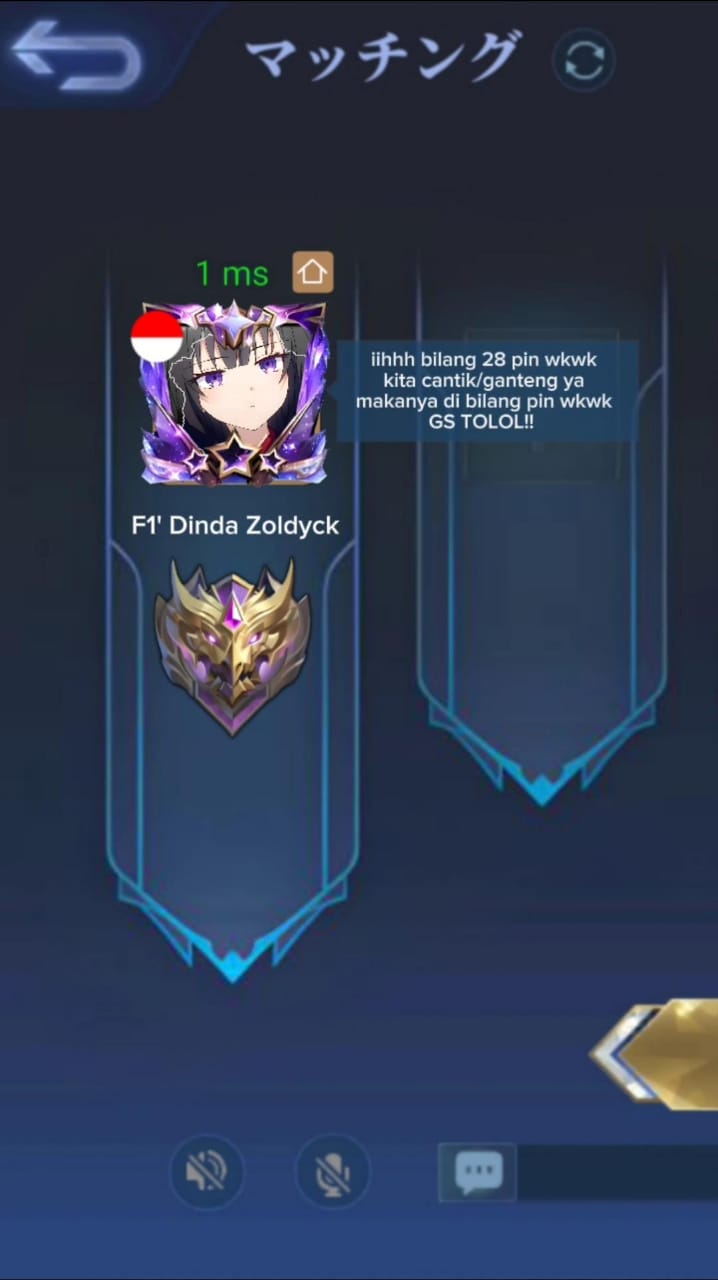 マッチング
1 ms
iihhh bilang 28 pin wkwk
kita cantik/ganteng ya
makanya di bilang pin wkwk
GS TOLOL!!
F1' Dinda Zoldyck